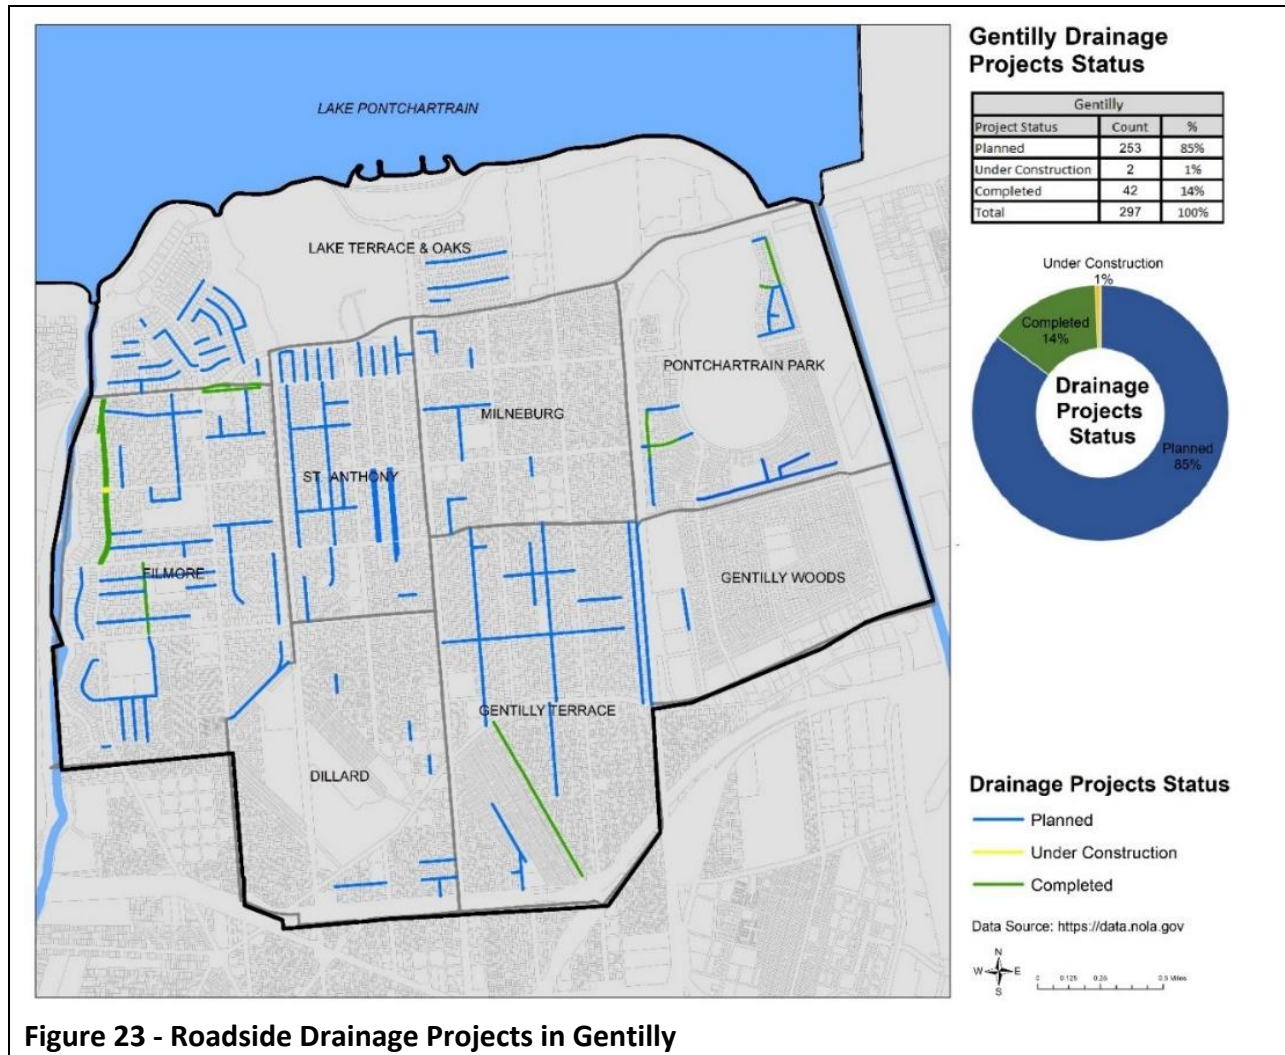 Gentilly Drainage
Projects Status
Gentilly
Project Status Count %
Planned 253 85%
Under Construction 2 1%
Completed 42 14%
Total 297 100%
LAKE PONTCHARTRAIN
LAKE TERRACE & OAKS
PONTCHARTRAIN PARK
MILNEBURG
ST. ANTHONY
FILMORE
GENTILLY WOODS
GENTILLY TERRACE
DILLARD
Under Construction
1%
Completed
14%
Drainage
Projects
Status
Planned
85%
Drainage Projects Status
Planned
Under Construction
Completed
Data Source: https://data.nola.gov
N
W E
S
0 0.125 0.25 0.5 Miles
Figure 23 - Roadside Drainage Projects in Gentilly